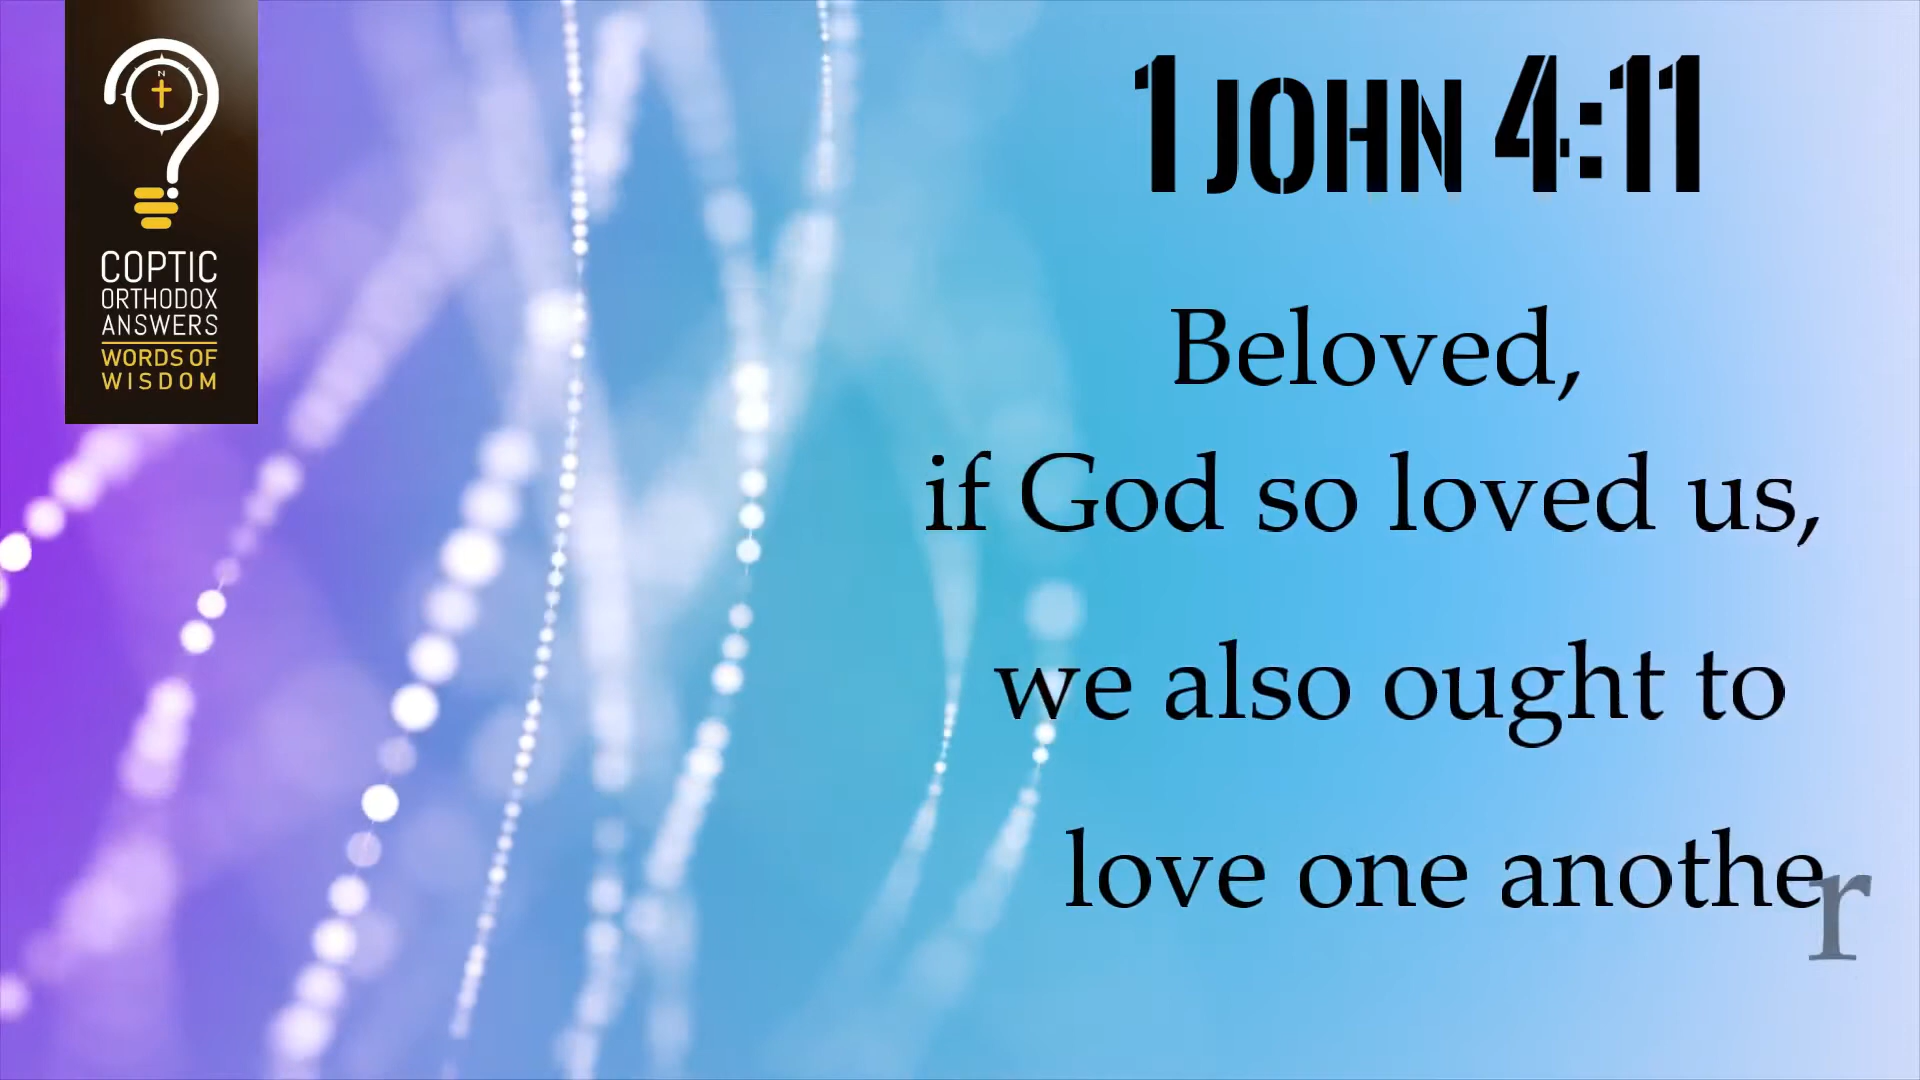 N
COPTIC
ORTHODOX
ANSWERS
WORDS OF
WISDOM
1 JOHN 4:11
Beloved,
if God so loved us,
we also ought to
love one another